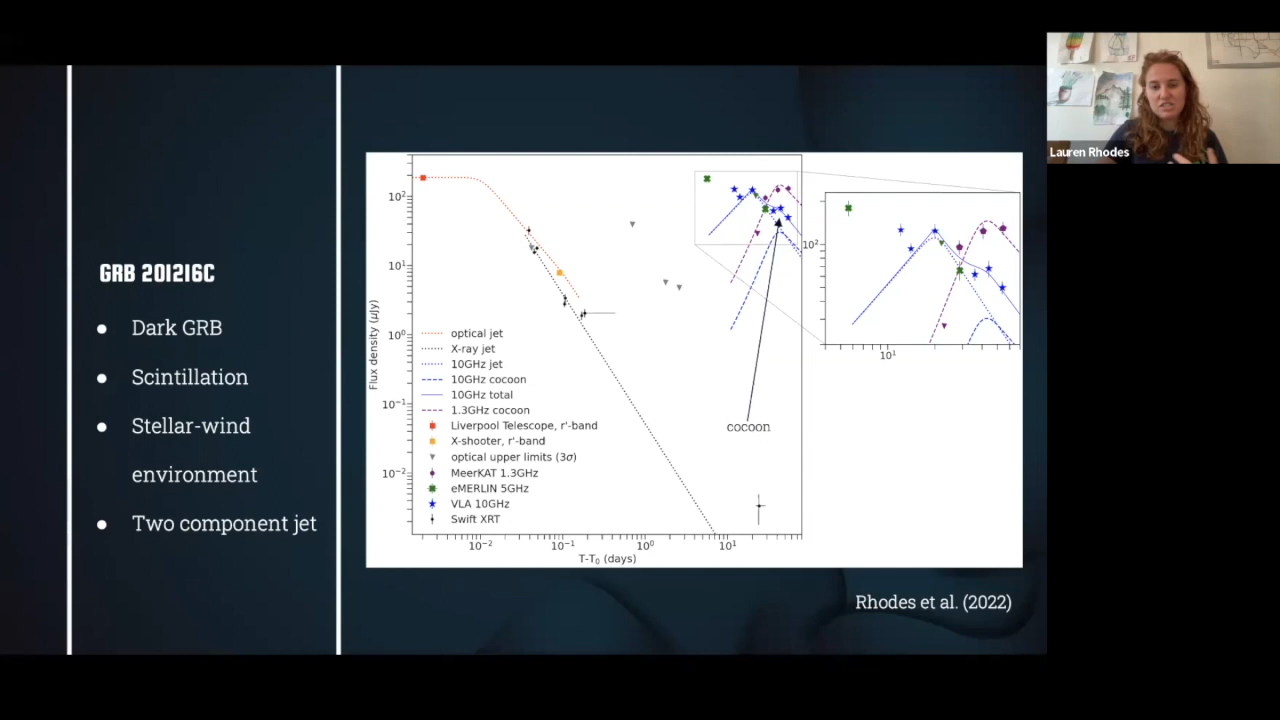 Lauren Rhodes
GRB 201216C
● Dark GRB
● Scintillation
● Stellar-wind
environment
● Two component jet
Flux density (μJy)
10²
10¹
10⁰
10⁻¹
10⁻²
optical jet
X-ray jet
10GHz jet
10GHz cocoon
10GHz total
1.3GHz cocoon
Liverpool Telescope, r'-band
X-shooter, r'-band
optical upper limits (3σ)
MeerKAT 1.3GHz
eMERLIN 5GHz
VLA 10GHz
Swift XRT
10⁻² 10⁻¹ 10⁰ 10¹
T-T₀ (days)
cocoon
10²
10¹
Rhodes et al. (2022)